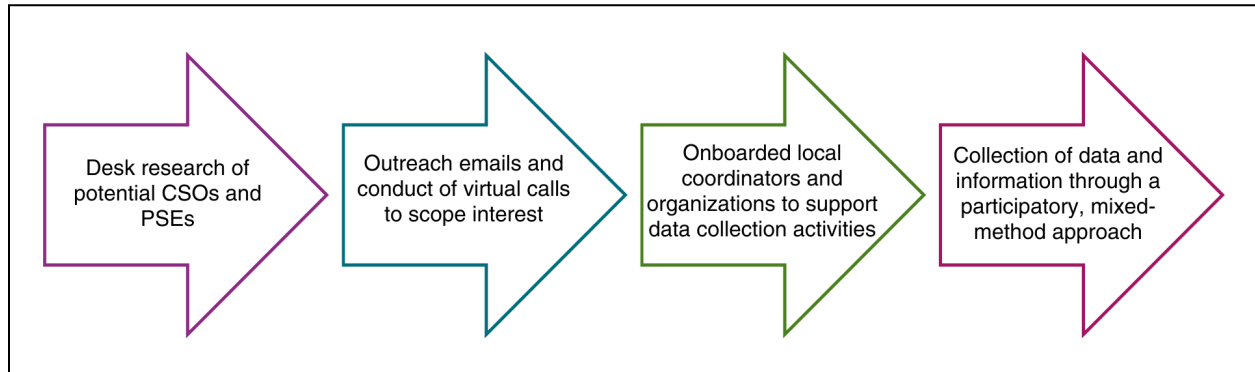 Desk research of
potential CSOs and
PSEs
Outreach emails and
conduct of virtual calls
to scope interest
Onboarded local
coordinators and
organizations to support
data collection activities
Collection of data and
information through a
participatory, mixed-
method approach